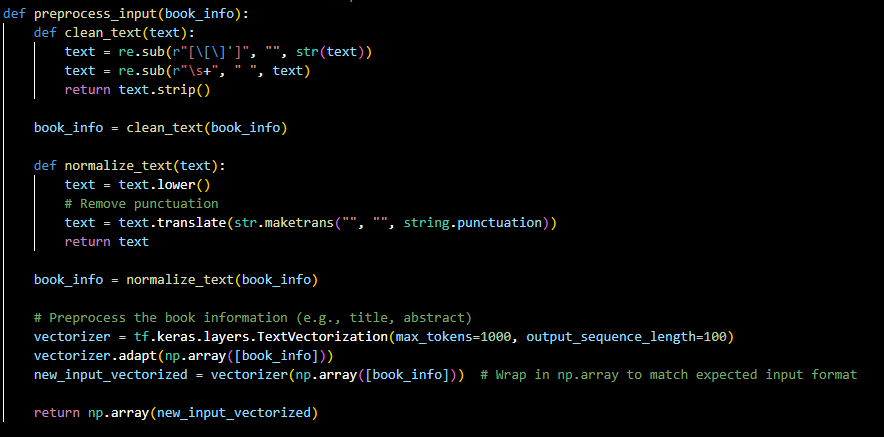 def preprocess_input(book_info):
    def clean_text(text):
        text = re.sub(r"[\[\]']", "", str(text))
        text = re.sub(r"\s+", " ", text)
        return text.strip()

    book_info = clean_text(book_info)

    def normalize_text(text):
        text = text.lower()
        # Remove punctuation
        text = text.translate(str.maketrans("", "", string.punctuation))
        return text

    book_info = normalize_text(book_info)

    # Preprocess the book information (e.g., title, abstract)
    vectorizer = tf.keras.layers.TextVectorization(max_tokens=1000, output_sequence_length=100)
    vectorizer.adapt(np.array([book_info]))
    new_input_vectorized = vectorizer(np.array([book_info]))  # Wrap in np.array to match expected input format

    return np.array(new_input_vectorized)